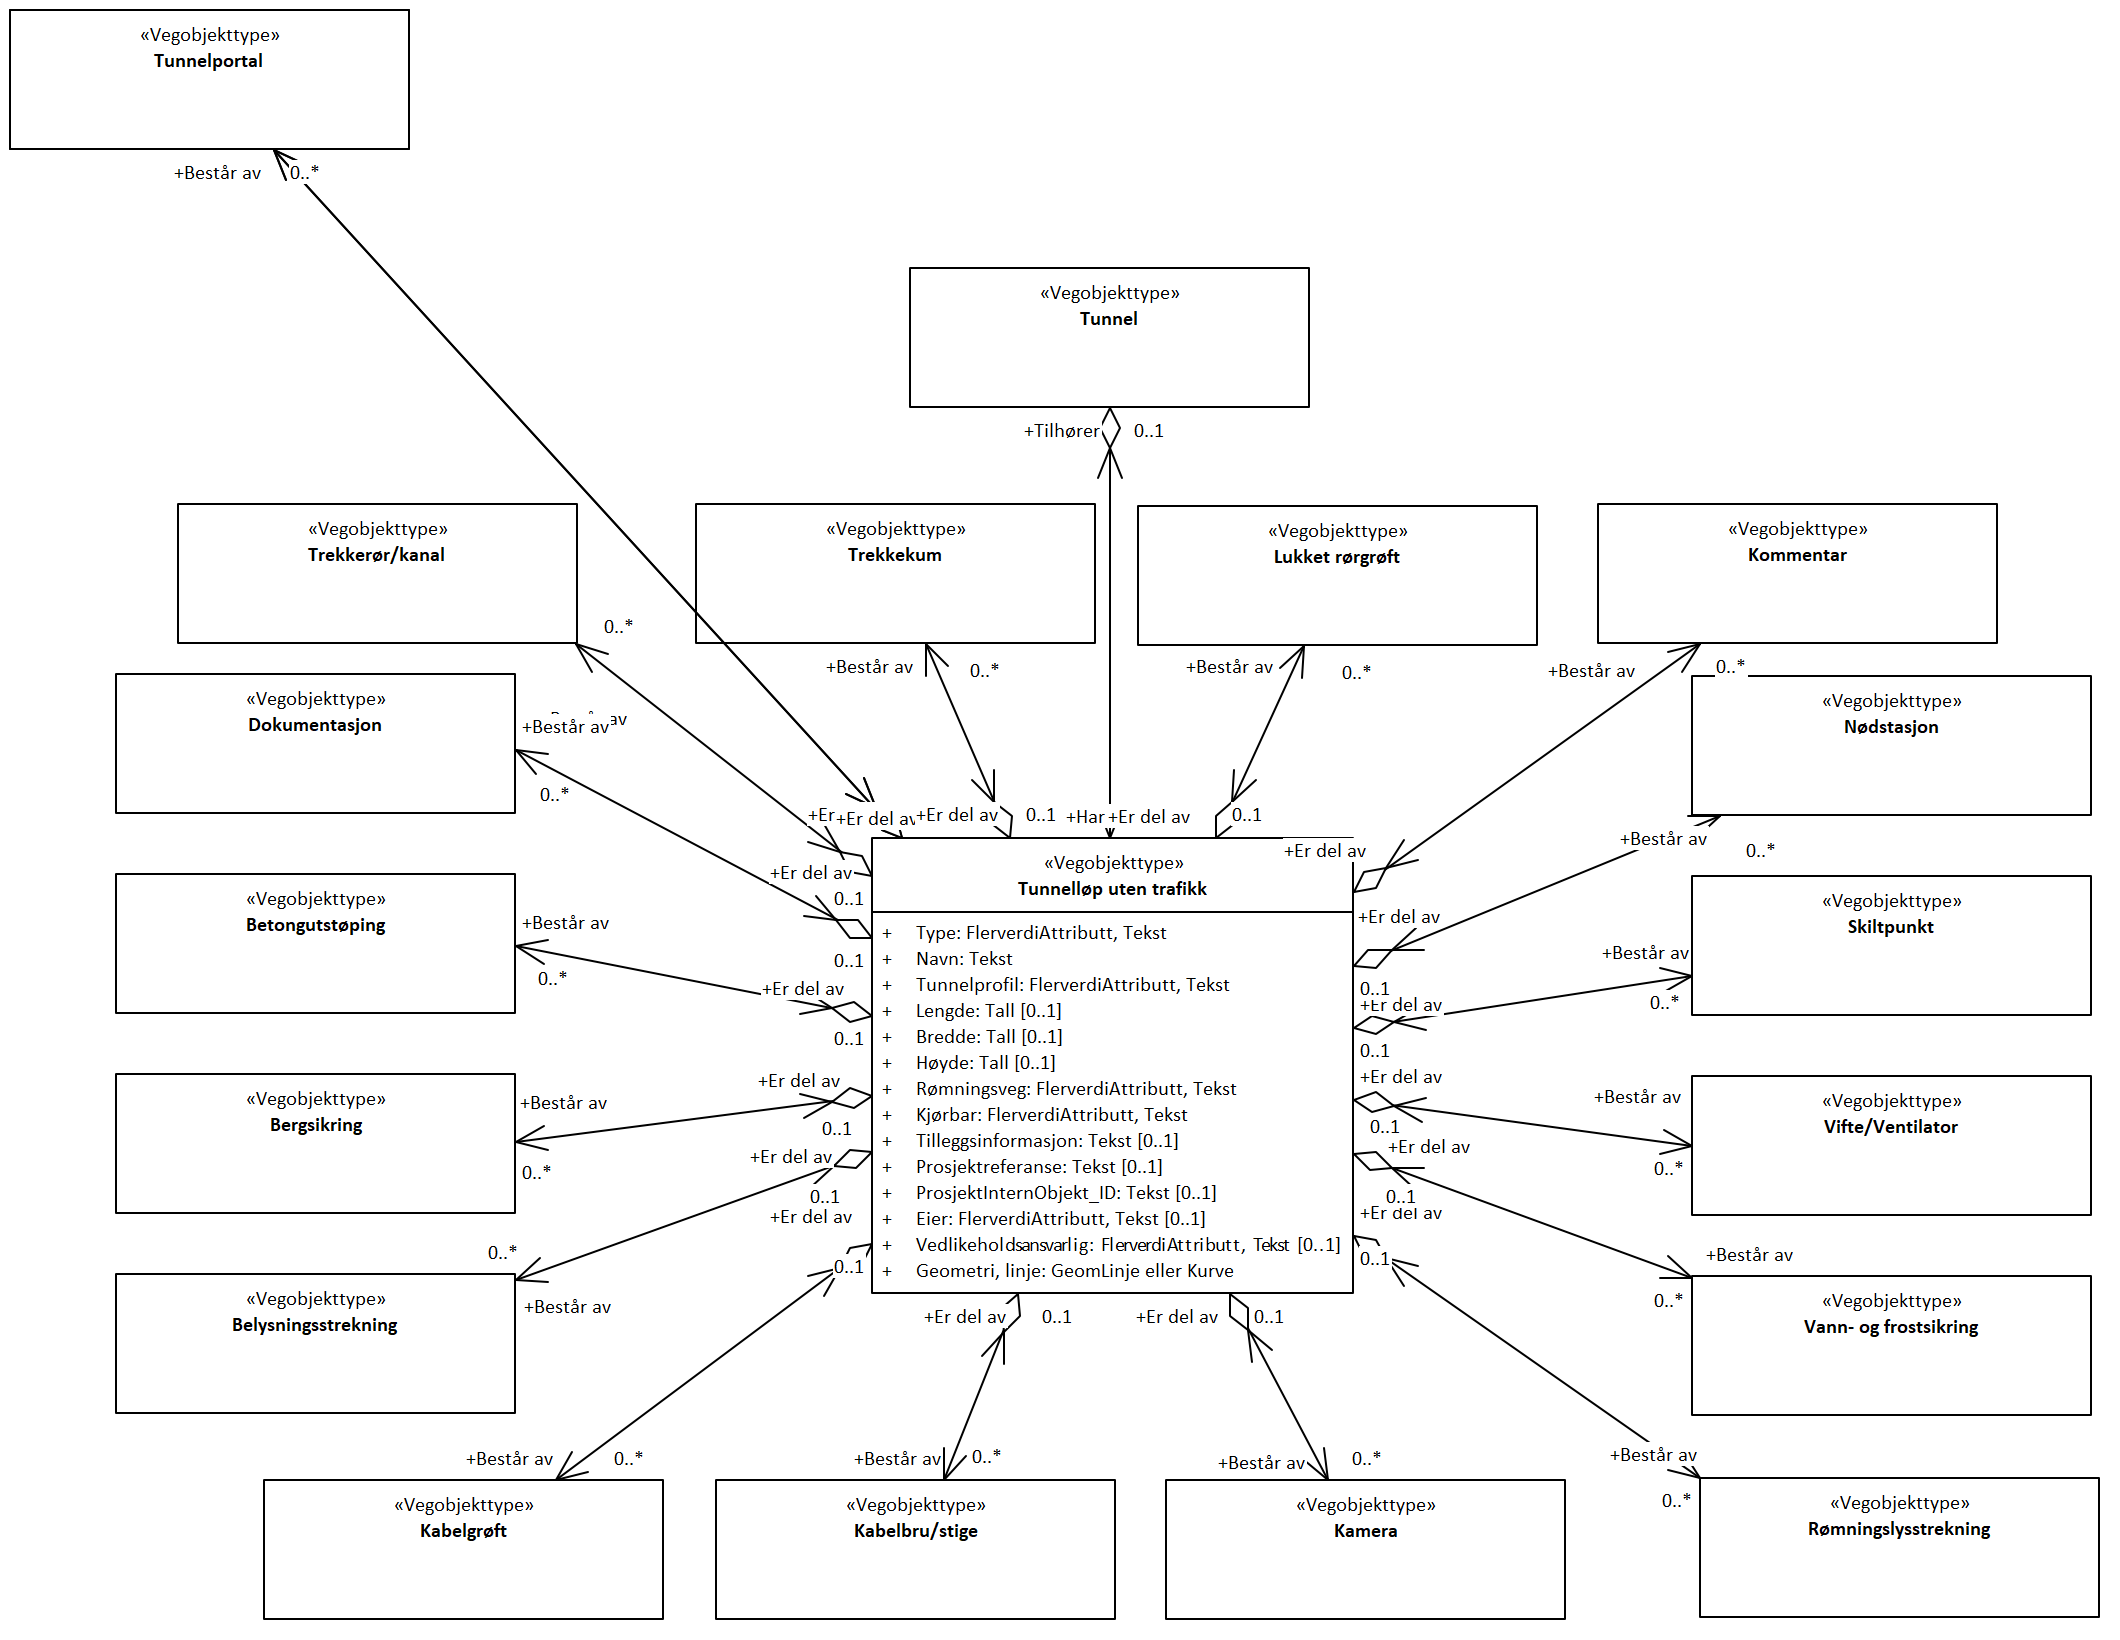 «Vegobjekttype»
Tunnelportal
+Består av
0..*
«Vegobjekttype»
Tunnel
+Tilhører
0..1
«Vegobjekttype»
Trekkerør/kanal
0..*
«Vegobjekttype»
Trekkekum
+Består av
0..*
«Vegobjekttype»
Lukket rørgrøft
+Består av
0..*
«Vegobjekttype»
Kommentar
+Består av
0..*
«Vegobjekttype»
Dokumentasjon
+Består av
0..*
«Vegobjekttype»
Nødstasjon
+Består av
0..*
+Er
+Er del av
+Er del av
0..1
+Har
+Er del av
0..1
+Er del av
+Er del av
0..1
0..1
+Er del av
0..1
«Vegobjekttype»
Tunnelløp uten trafikk
+ Type: FlerverdiAttributt, Tekst
+ Navn: Tekst
+ Tunnelprofil: FlerverdiAttributt, Tekst
+ Lengde: Tall [0..1]
+ Bredde: Tall [0..1]
+ Høyde: Tall [0..1]
+ Rømningsveg: FlerverdiAttributt, Tekst
+ Kjørbar: FlerverdiAttributt, Tekst
+ Tilleggsinformasjon: Tekst [0..1]
+ Prosjektreferanse: Tekst [0..1]
+ ProsjektInternObjekt_ID: Tekst [0..1]
+ Eier: FlerverdiAttributt, Tekst [0..1]
+ Vedlikeholdsansvarlig: FlerverdiAttributt, Tekst [0..1]
+ Geometri, linje: GeomLinje eller Kurve
«Vegobjekttype»
Betongutstøping
+Består av
0..*
+Er del av
0..1
«Vegobjekttype»
Skiltpunkt
+Består av
0..*
+Er del av
0..1
«Vegobjekttype»
Bergsikring
+Består av
0..*
+Er del av
0..1
«Vegobjekttype»
Vifte/Ventilator
+Består av
0..*
+Er del av
0..1
«Vegobjekttype»
Belysningsstrekning
+Består av
0..*
+Er del av
0..1
«Vegobjekttype»
Vann- og frostsikring
+Består av
0..*
+Er del av
0..1
+Er del av
0..1
+Er del av
0..1
+Er del av
0..1
+Er del av
0..1
+Består av
0..*
«Vegobjekttype»
Kabelgrøft
+Består av
0..*
«Vegobjekttype»
Kabelbru/stige
+Består av
0..*
«Vegobjekttype»
Kamera
+Består av
0..*
«Vegobjekttype»
Rømningslysstrekning